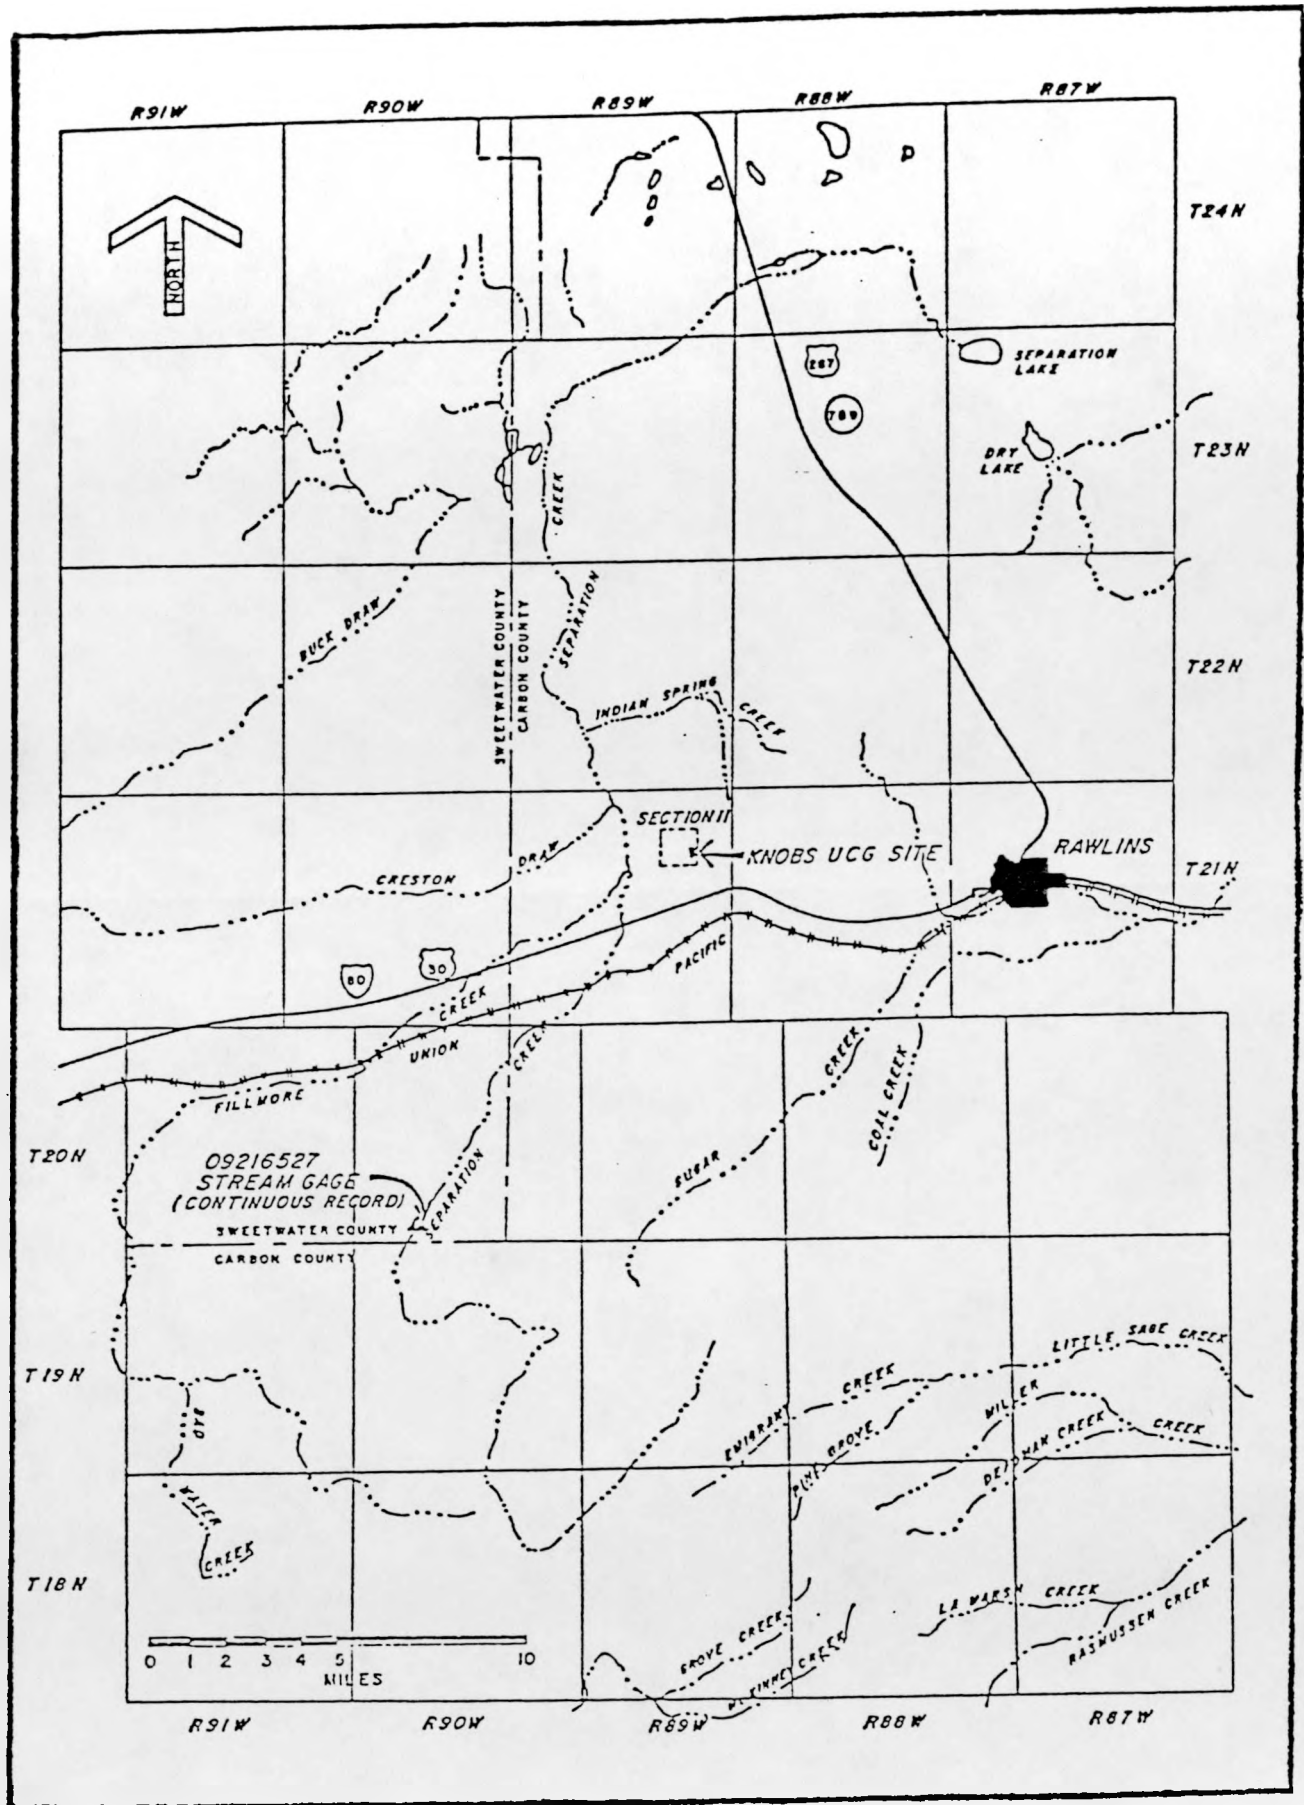 R91W R90W R89W R88W R87W
T24N
NORTH
287
SEPARATION
LAKE
789
DRY
LAKE
T23N
CREEK
SEPARATION
BUCK DRAW
SWEETWATER COUNTY
CARBON COUNTY
T22N
INDIAN SPRING
CREEK
SECTION 11
KNOBS UCG SITE
RAWLINS
T21N
CRESTON DRAW
PACIFIC
80
30
CREEK
UNION
CREEK
FILLMORE
CREEK
COAL CREEK
T20N
09216527
STREAM GAGE
(CONTINUOUS RECORD)
SEPARATION
SUGAR
SWEETWATER COUNTY
CARBON COUNTY
LITTLE SAGE CREEK
T19N
CREEK
EMIGRANT
PINE GROVE
MILLER
CREEK
DEADMAN CREEK
BAD
WATER
CREEK
T18N
LA MARSH CREEK
RASMUSSEN CREEK
GROVE CREEK
McKINNEY CREEK
0 1 2 3 4 5 10
MILES
R91W R90W R89W R88W R87W